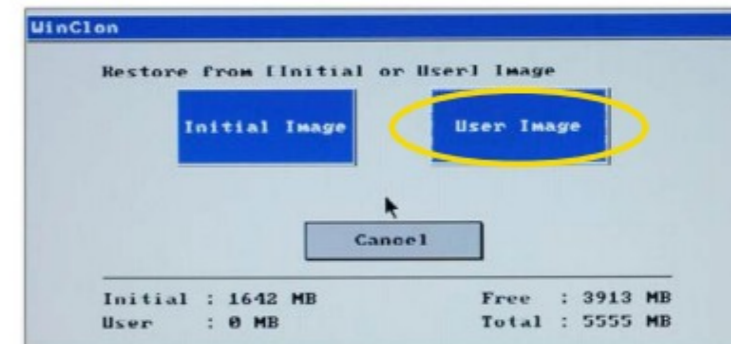 WinClon
Restore from [Initial or User] Image
Initial Image
User Image
Cancel
Initial : 1642 MB
Free : 3913 MB
User : 0 MB
Total : 5555 MB